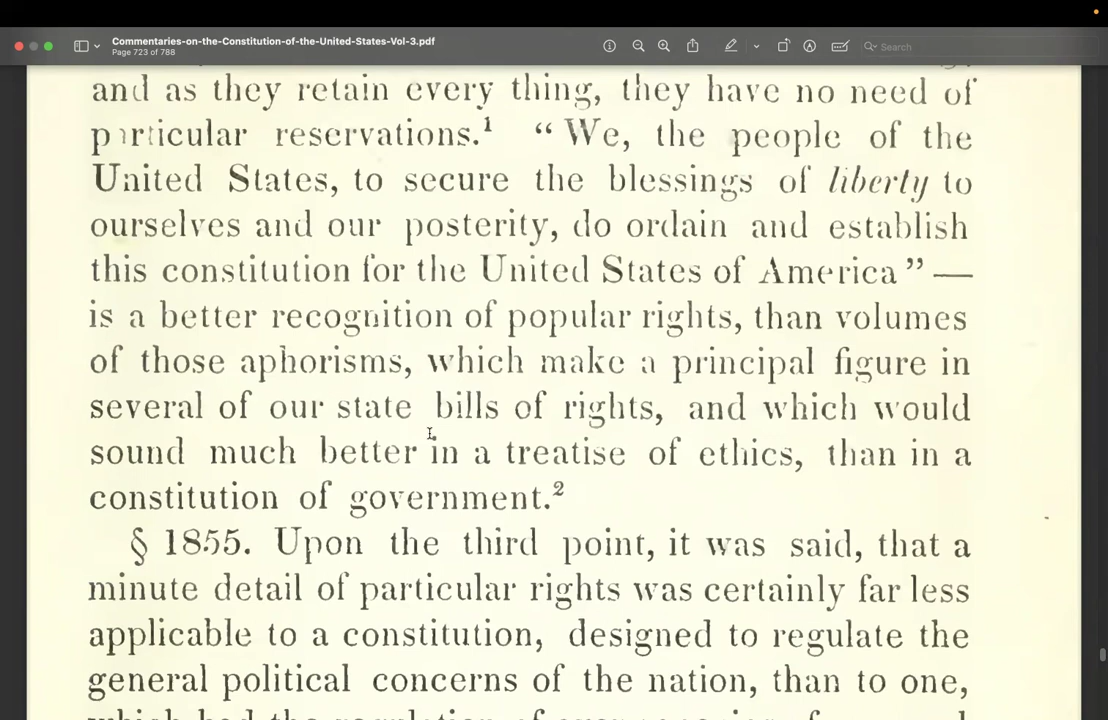 Commentaries-on-the-Constitution-of-the-United-States-Vol-3.pdf
Page 723 of 788
Search
and as they retain every thing, they have no need of
particular reservations.¹ “ We, the people of the
United States, to secure the blessings of liberty to
ourselves and our posterity, do ordain and establish
this constitution for the United States of America ” —
is a better recognition of popular rights, than volumes
of those aphorisms, which make a principal figure in
several of our state bills of rights, and which would
sound much better in a treatise of ethics, than in a
constitution of government.²
§ 1855. Upon the third point, it was said, that a
minute detail of particular rights was certainly far less
applicable to a constitution, designed to regulate the
general political concerns of the nation, than to one,
which had the regulation of